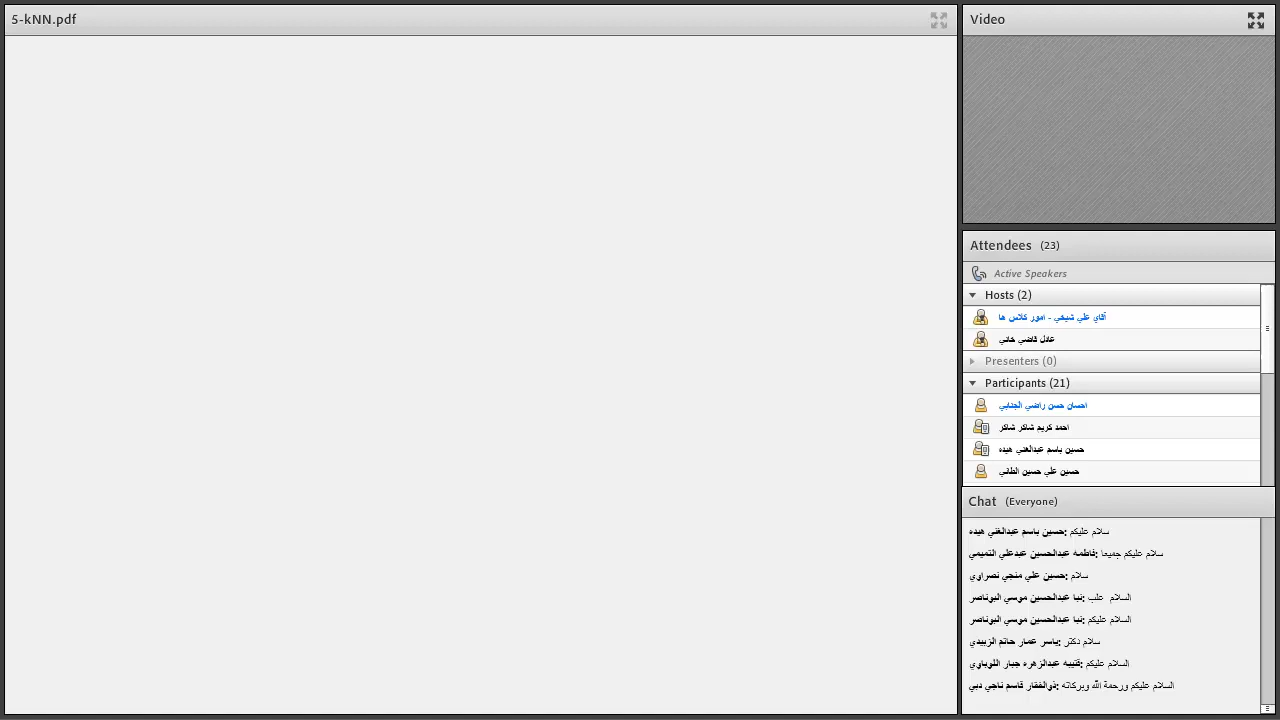 5-kNN.pdf
Video
Attendees (23)
Active Speakers
Hosts (2)
آقاي علي شيخي - امور كلاس ها
عادل قاضي خاني
Presenters (0)
Participants (21)
احسان حسن راضي الجنابي
احمد كريم شاكر شاكر
حسين باسم عبدالغني هيده
حسين علي حسين الطائي
Chat (Everyone)
حسين باسم عبدالغني هيده: سلام عليكم
فاطمه عبدالحسين عبدعلي التميمي: سلام عليكم جميعا
حسين علي منجي نصراوي: سلام
نبا عبدالحسين موسي البوناصر: السلام علب
نبا عبدالحسين موسي البوناصر: السلام عليكم
ياسر عمار حاتم الزبيدي: سلام دكتر
قتيبه عبدالزهره جبار اللوباوي: السلام عليكم
ذوالفقار قاسم ناجي دبي: السلام عليكم ورحمة الله وبركاته